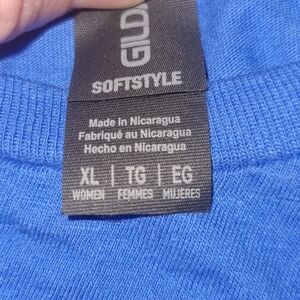 GILD
SOFTSTYLE
Made in Nicaragua
Fabriqué au Nicaragua
Hecho en Nicaragua
XL | TG | EG
WOMEN FEMMES MUJERES